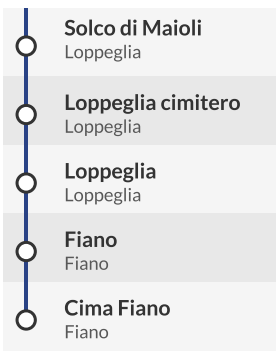 Solco di Maioli
Loppeglia
Loppeglia cimitero
Loppeglia
Loppeglia
Loppeglia
Fiano
Fiano
Cima Fiano
Fiano